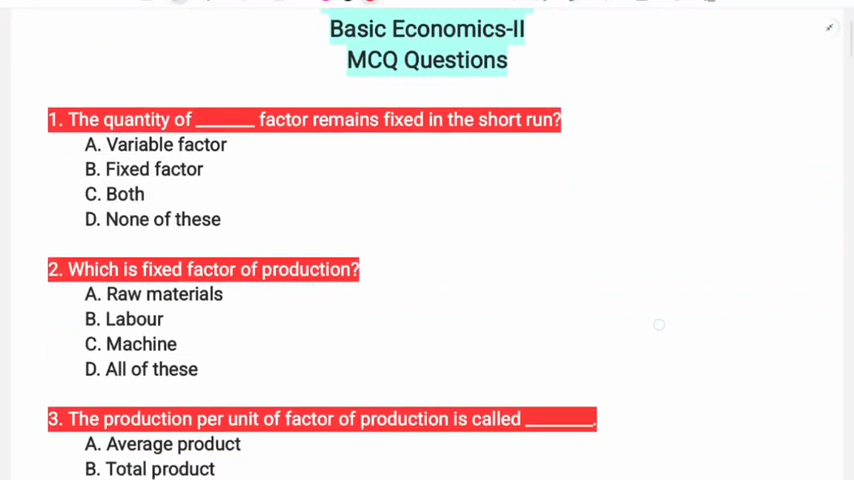 Basic Economics-II
MCQ Questions
1. The quantity of _______ factor remains fixed in the short run?
A. Variable factor
B. Fixed factor
C. Both
D. None of these
2. Which is fixed factor of production?
A. Raw materials
B. Labour
C. Machine
D. All of these
3. The production per unit of factor of production is called ________.
A. Average product
B. Total product